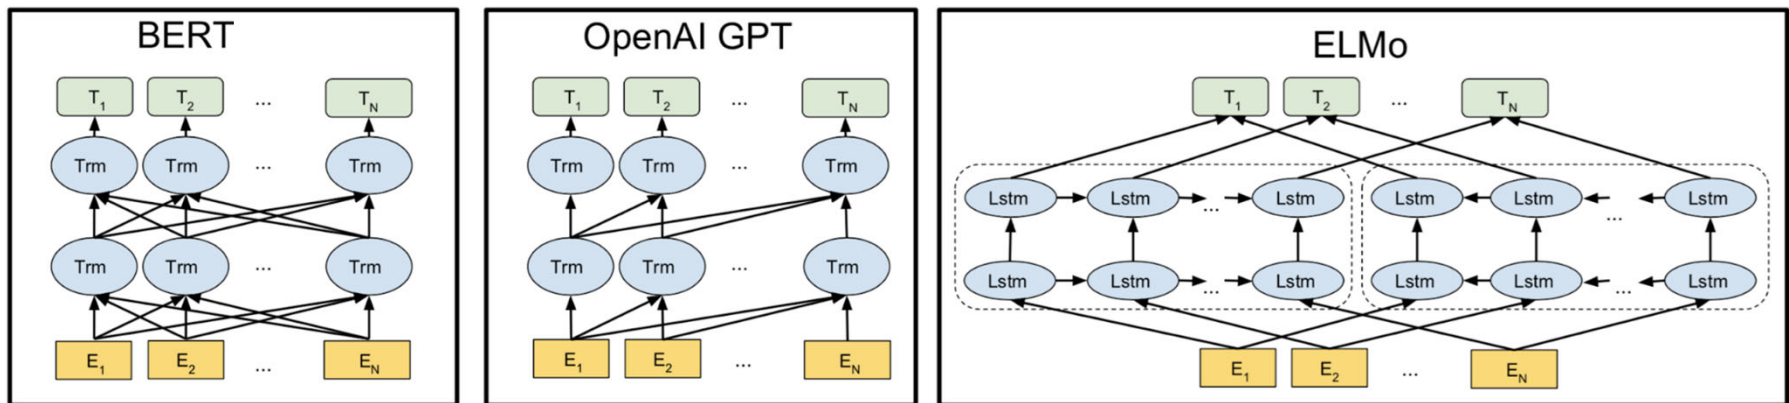 BERT
T1 T2 ... TN
Trm Trm ... Trm
Trm Trm ... Trm
E1 E2 ... EN
OpenAI GPT
T1 T2 ... TN
Trm Trm ... Trm
Trm Trm ... Trm
E1 E2 ... EN
ELMo
T1 T2 ... TN
Lstm Lstm ... Lstm Lstm Lstm ... Lstm
Lstm Lstm ... Lstm Lstm Lstm ... Lstm
E1 E2 ... EN